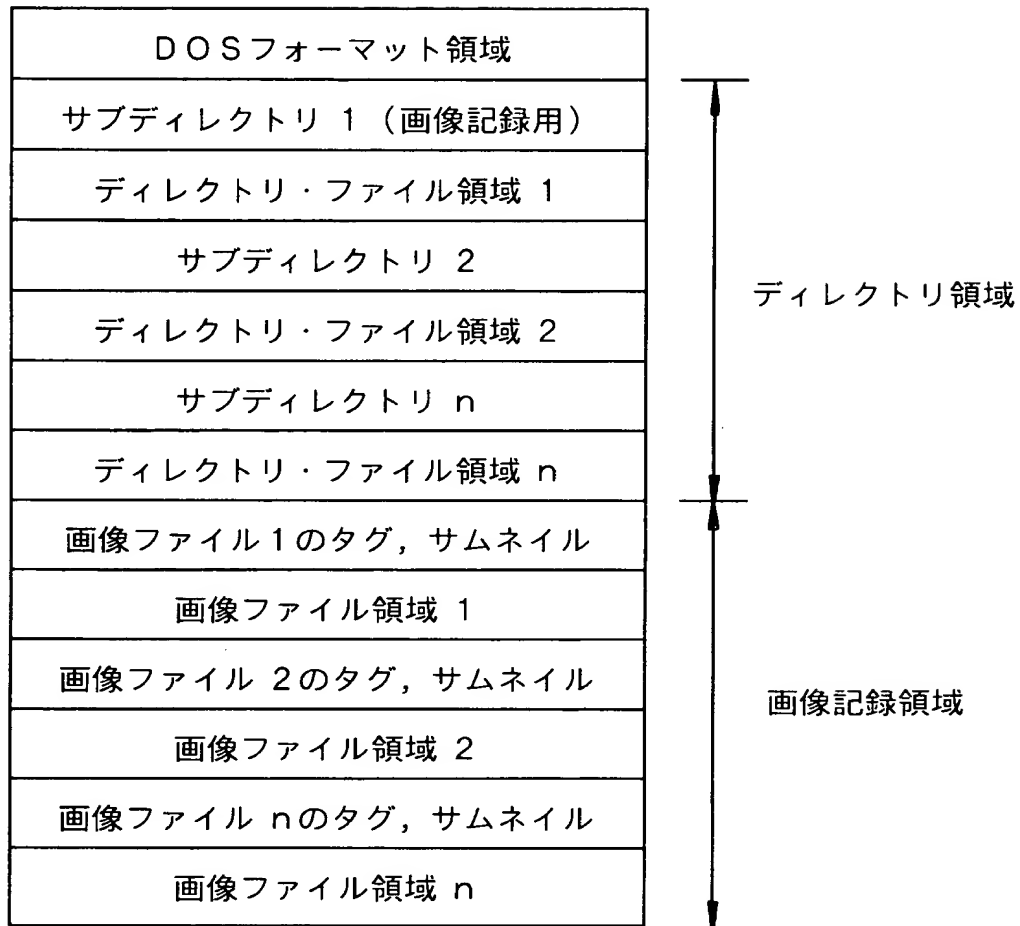 DOSフォーマット領域
サブディレクトリ 1 (画像記録用)
ディレクトリ・ファイル領域 1
サブディレクトリ 2
ディレクトリ・ファイル領域 2
サブディレクトリ n
ディレクトリ・ファイル領域 n
画像ファイル1のタグ, サムネイル
画像ファイル領域 1
画像ファイル 2のタグ, サムネイル
画像ファイル領域 2
画像ファイル nのタグ, サムネイル
画像ファイル領域 n
ディレクトリ領域
画像記録領域